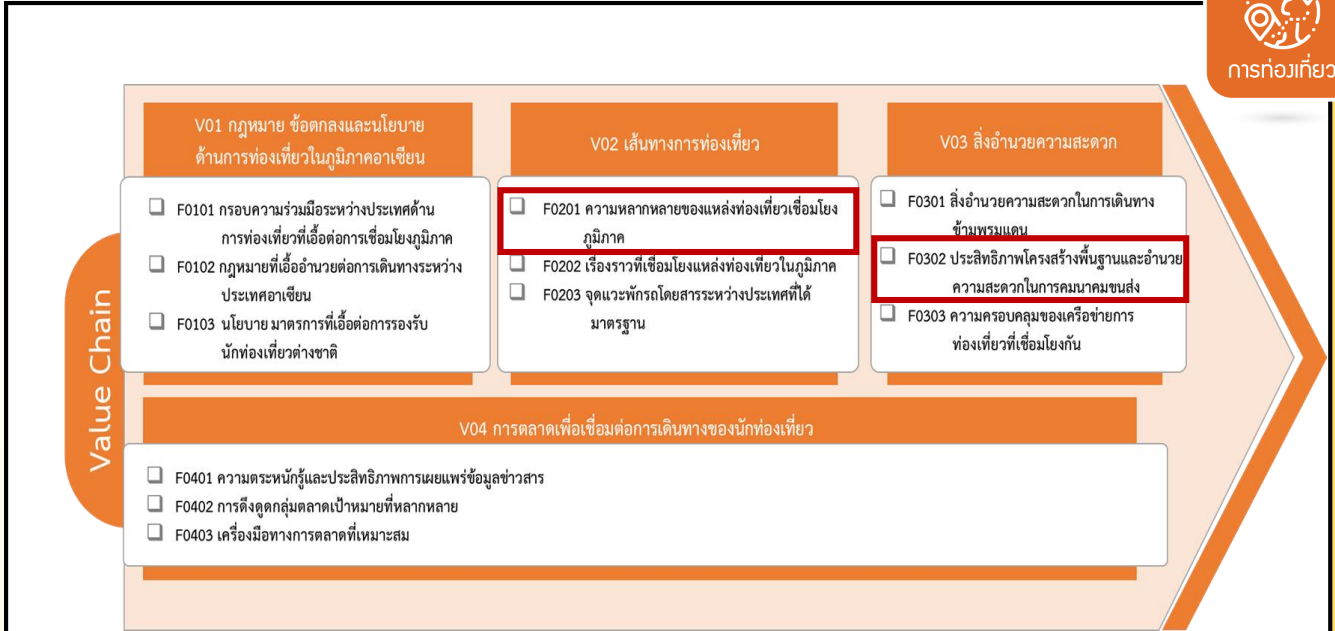 การท่องเที่ยว
Value Chain
V01 กฎหมาย ข้อตกลงและนโยบาย
ด้านการท่องเที่ยวในภูมิภาคอาเซียน
F0101 กรอบความร่วมมือระหว่างประเทศด้าน
การท่องเที่ยวที่เอื้อต่อการเชื่อมโยงภูมิภาค
F0102 กฎหมายที่เอื้ออำนวยต่อการเดินทางระหว่าง
ประเทศอาเซียน
F0103 นโยบาย มาตรการที่เอื้อต่อการรองรับ
นักท่องเที่ยวต่างชาติ
V02 เส้นทางการท่องเที่ยว
F0201 ความหลากหลายของแหล่งท่องเที่ยวเชื่อมโยง
ภูมิภาค
F0202 เรื่องราวที่เชื่อมโยงแหล่งท่องเที่ยวในภูมิภาค
F0203 จุดแวะพักรถโดยสารระหว่างประเทศที่ได้
มาตรฐาน
V03 สิ่งอำนวยความสะดวก
F0301 สิ่งอำนวยความสะดวกในการเดินทาง
ข้ามพรมแดน
F0302 ประสิทธิภาพโครงสร้างพื้นฐานและอำนวย
ความสะดวกในการคมนาคมขนส่ง
F0303 ความครอบคลุมของเครือข่ายการ
ท่องเที่ยวที่เชื่อมโยงกัน
V04 การตลาดเพื่อเชื่อมต่อการเดินทางของนักท่องเที่ยว
F0401 ความตระหนักรู้และประสิทธิภาพการเผยแพร่ข้อมูลข่าวสาร
F0402 การดึงดูดกลุ่มตลาดเป้าหมายที่หลากหลาย
F0403 เครื่องมือทางการตลาดที่เหมาะสม